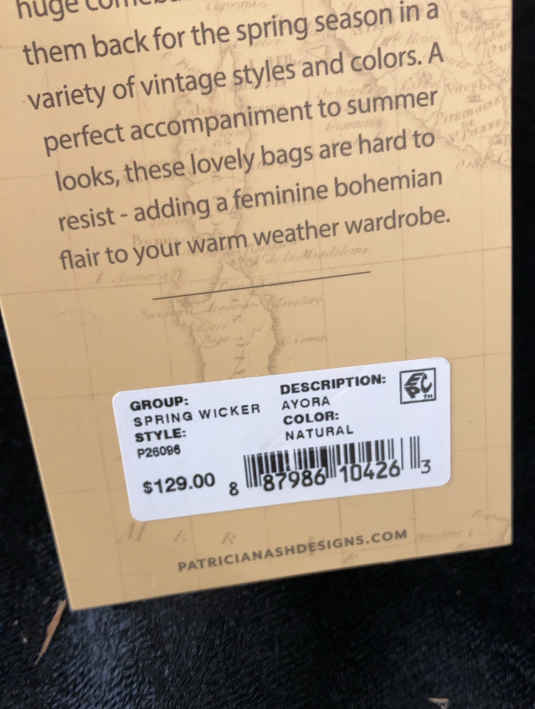 huge
them back for the spring season in a
variety of vintage styles and colors. A
perfect accompaniment to summer
looks, these lovely bags are hard to
resist - adding a feminine bohemian
flair to your warm weather wardrobe.
GROUP:
SPRING WICKER
STYLE:
P26096
$129.00
DESCRIPTION:
AYORA
COLOR:
NATURAL
8 87986 10426 3
PATRICIANASHDESIGNS.COM